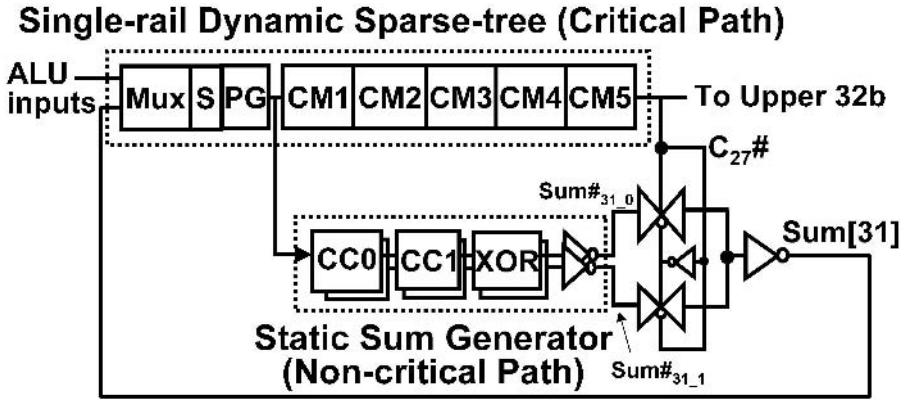 Single-rail Dynamic Sparse-tree (Critical Path)
ALU
inputs
Mux S PG CM1 CM2 CM3 CM4 CM5
To Upper 32b
C27#
Sum#31_0
Sum[31]
CC0 CC1 XOR
Static Sum Generator
(Non-critical Path)
Sum#31_1